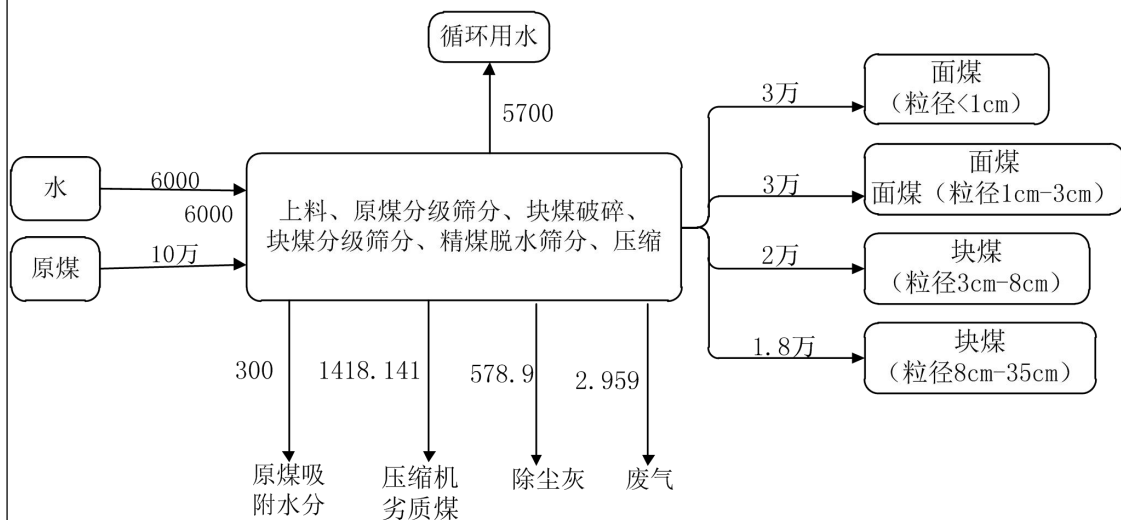 循环用水
5700
水
6000
6000
原煤
10万
上料、原煤分级筛分、块煤破碎、
块煤分级筛分、精煤脱水筛分、压缩
3万
面煤
（粒径<1cm）
3万
面煤
面煤（粒径1cm-3cm）
2万
块煤
（粒径3cm-8cm）
1.8万
块煤
（粒径8cm-35cm）
300
1418.141
578.9
2.959
原煤吸
附水分
压缩机
劣质煤
除尘灰
废气